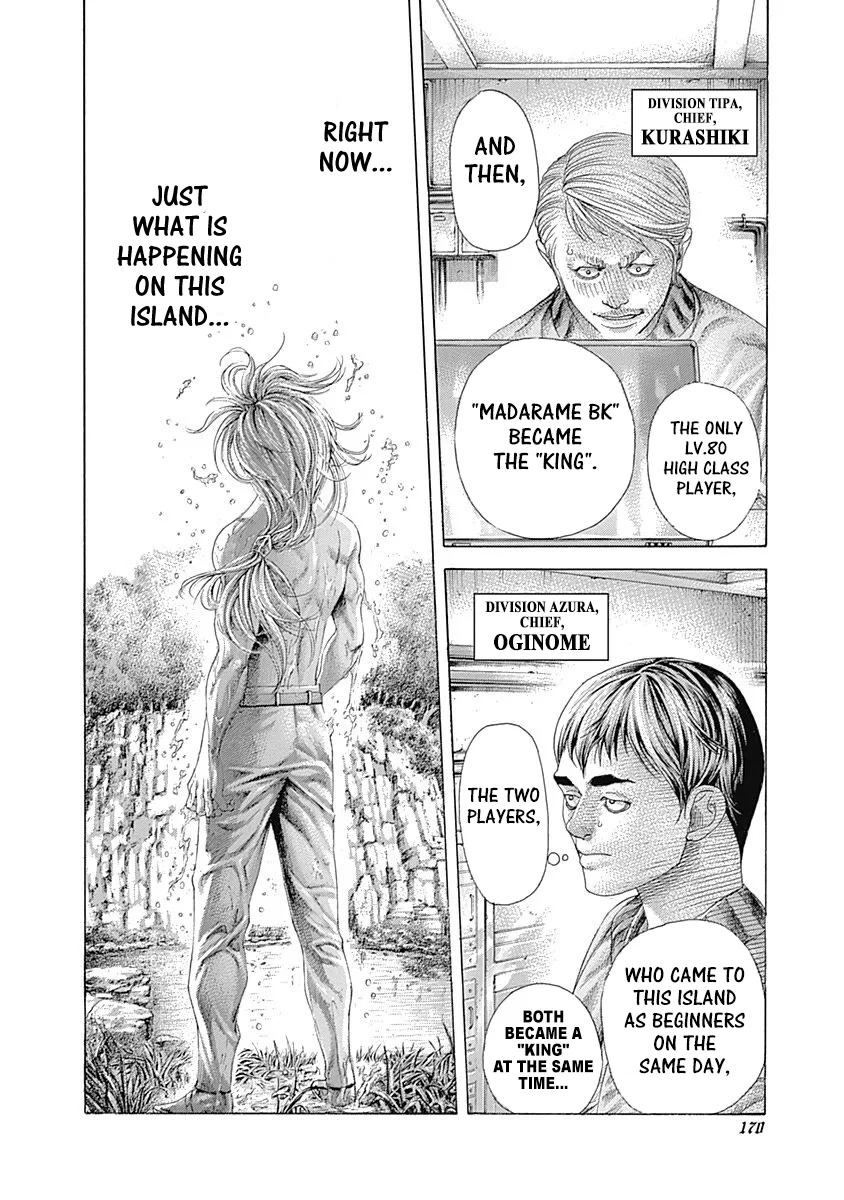 DIVISION TIPA,
CHIEF,
KURASHIKI
AND
THEN,
THE ONLY
LV.80
HIGH CLASS
PLAYER,
"MADARAME BK"
BECAME
THE "KING".
DIVISION AZURA,
CHIEF,
OGINOME
THE TWO
PLAYERS,
WHO CAME TO
THIS ISLAND
AS BEGINNERS
ON THE
SAME DAY,
BOTH
BECAME A
"KING"
AT THE SAME
TIME...
RIGHT
NOW...
JUST
WHAT IS
HAPPENING
ON THIS
ISLAND...
170